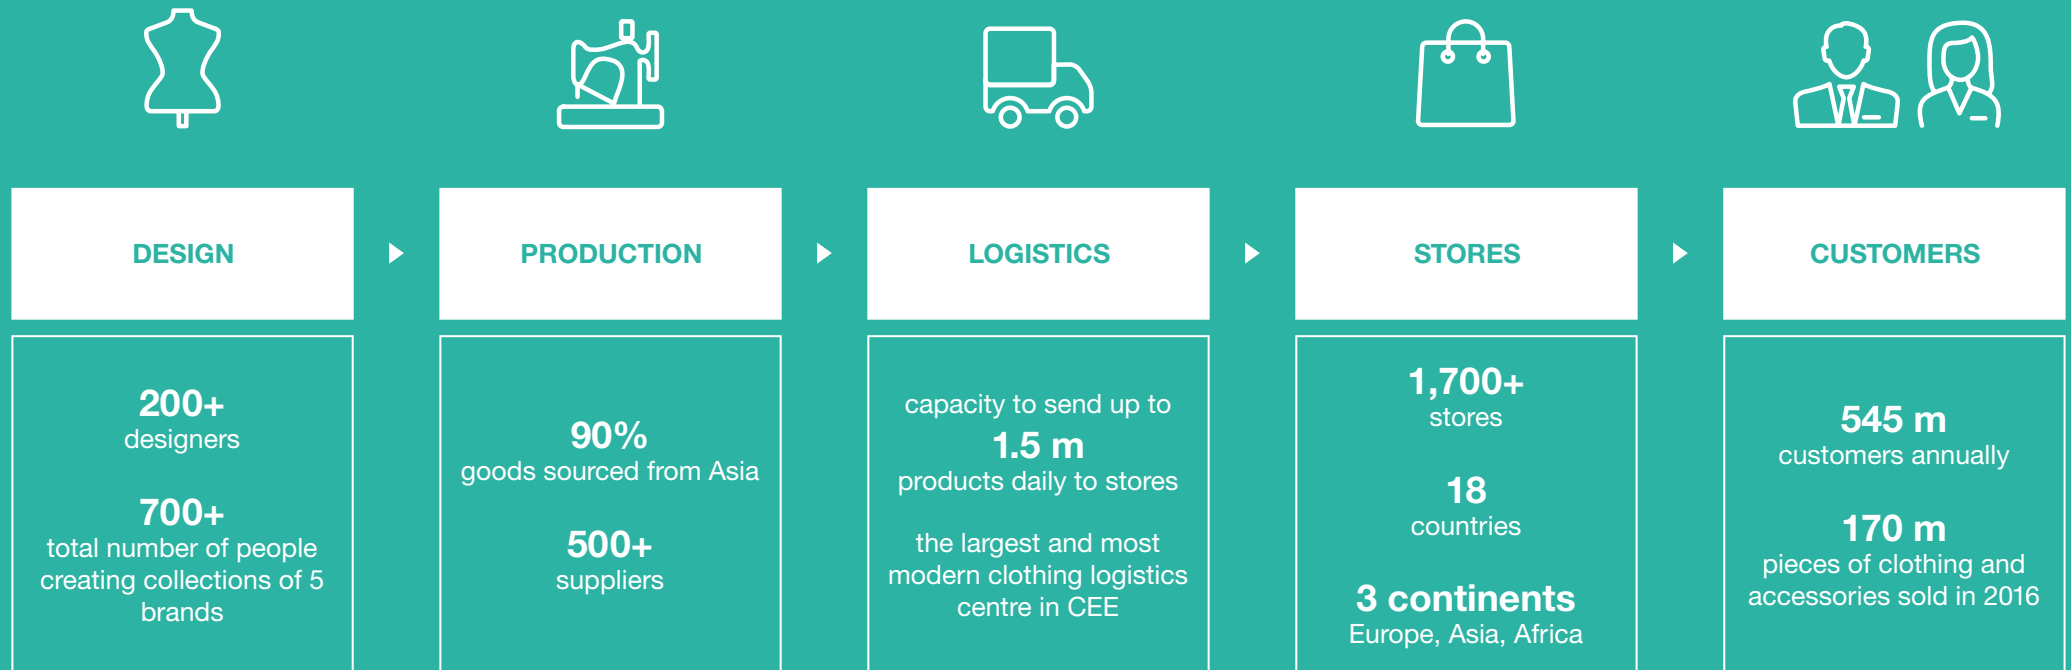 DESIGN
200+
designers
700+
total number of people
creating collections of 5
brands
PRODUCTION
90%
goods sourced from Asia
500+
suppliers
LOGISTICS
capacity to send up to
1.5 m
products daily to stores
the largest and most
modern clothing logistics
centre in CEE
STORES
1,700+
stores
18
countries
3 continents
Europe, Asia, Africa
CUSTOMERS
545 m
customers annually
170 m
pieces of clothing and
accessories sold in 2016